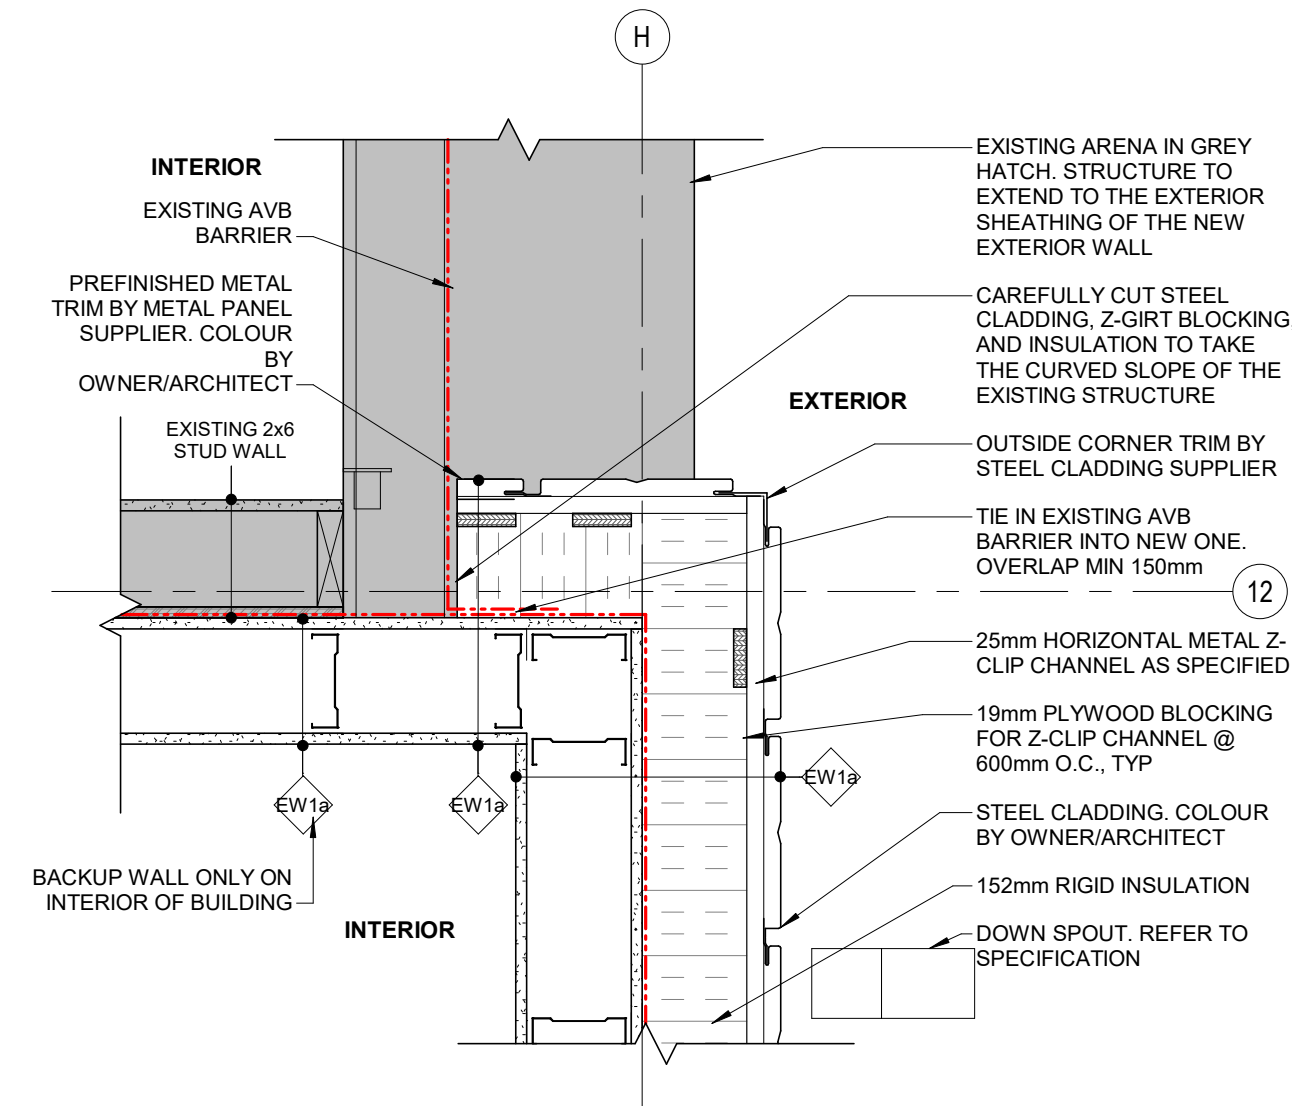 H
INTERIOR
EXISTING AVB
BARRIER
PREFINISHED METAL
TRIM BY METAL PANEL
SUPPLIER. COLOUR
BY
OWNER/ARCHITECT
EXISTING 2x6
STUD WALL
EXISTING ARENA IN GREY
HATCH. STRUCTURE TO
EXTEND TO THE EXTERIOR
SHEATHING OF THE NEW
EXTERIOR WALL
CAREFULLY CUT STEEL
CLADDING, Z-GIRT BLOCKING
AND INSULATION TO TAKE
THE CURVED SLOPE OF THE
EXISTING STRUCTURE
EXTERIOR
OUTSIDE CORNER TRIM BY
STEEL CLADDING SUPPLIER
TIE IN EXISTING AVB
BARRIER INTO NEW ONE.
OVERLAP MIN 150mm
12
25mm HORIZONTAL METAL Z-
CLIP CHANNEL AS SPECIFIED
19mm PLYWOOD BLOCKING
FOR Z-CLIP CHANNEL @
600mm O.C., TYP
EW1a
EW1a
EW1a
STEEL CLADDING. COLOUR
BY OWNER/ARCHITECT
BACKUP WALL ONLY ON
INTERIOR OF BUILDING
152mm RIGID INSULATION
INTERIOR
DOWN SPOUT. REFER TO
SPECIFICATION